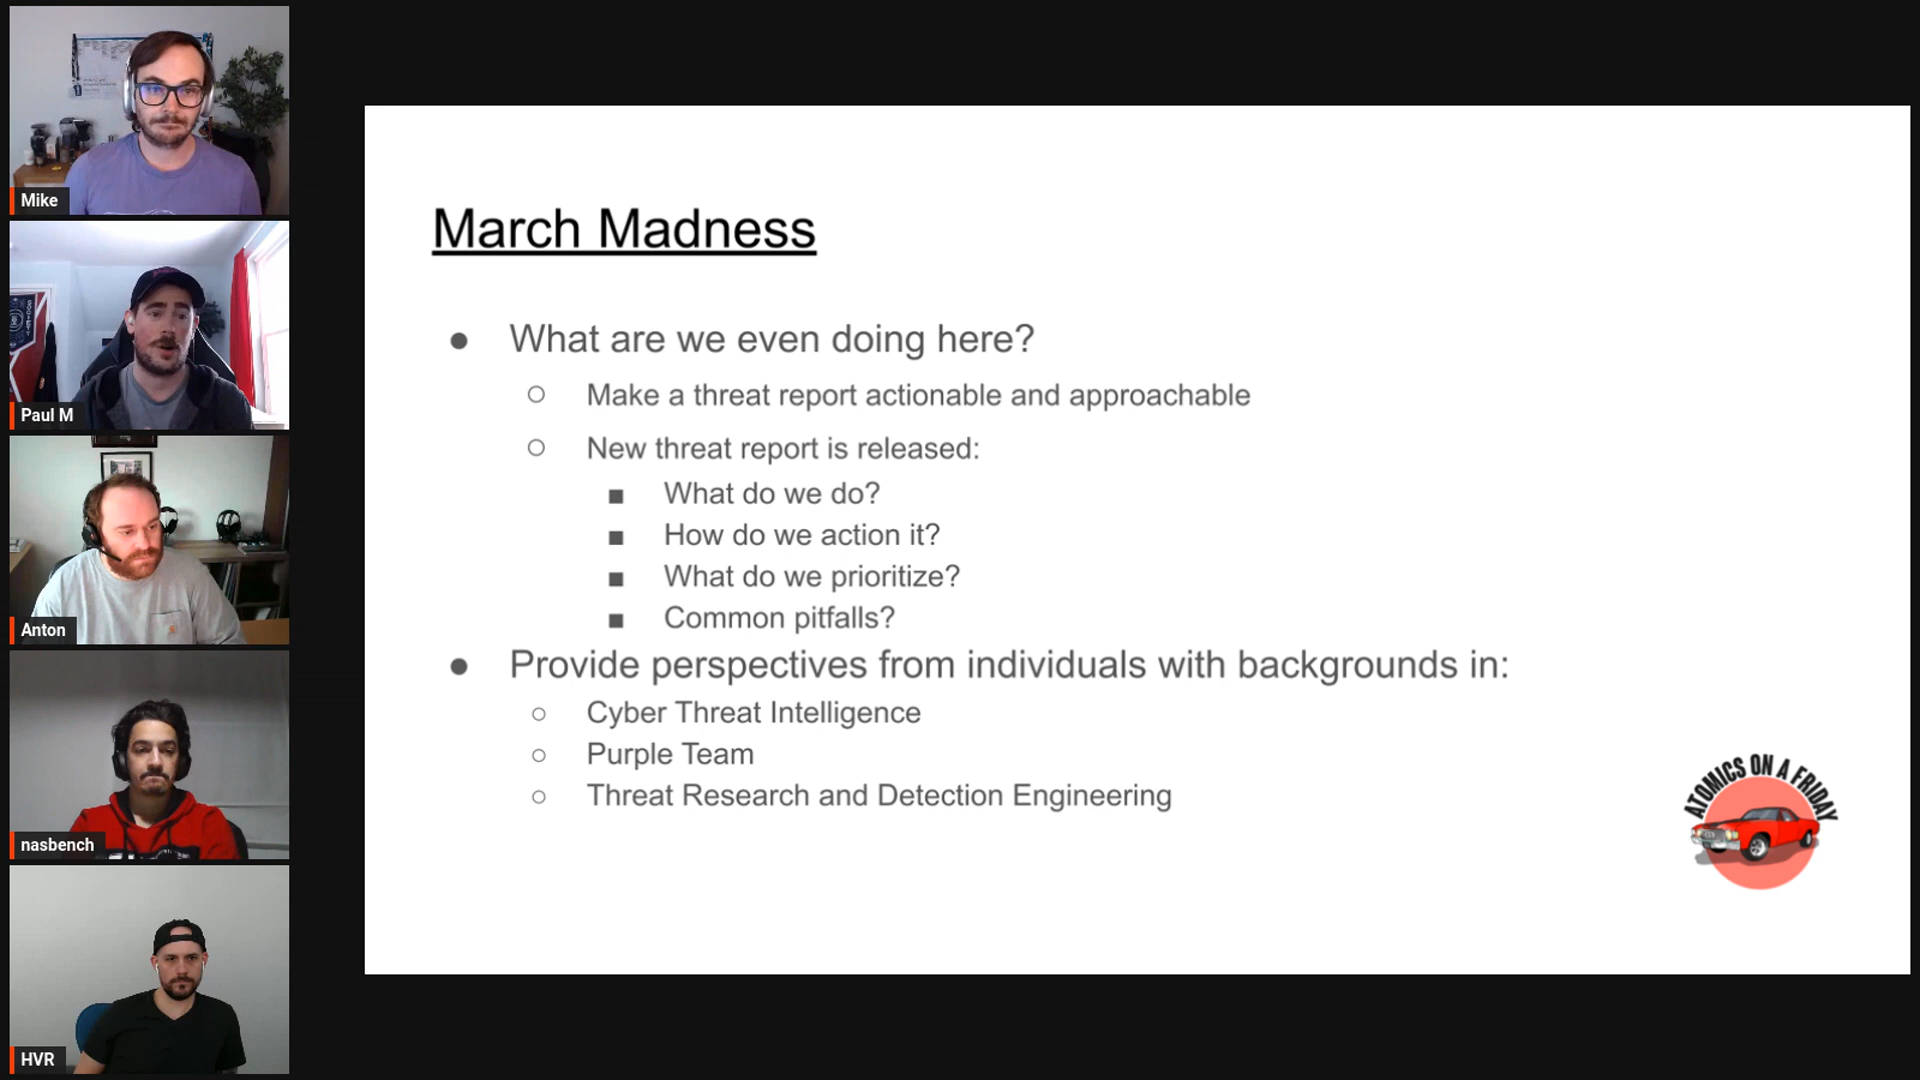 Mike
Paul M
Anton
nasbench
HVR
March Madness
What are we even doing here?
Make a threat report actionable and approachable
New threat report is released:
What do we do?
How do we action it?
What do we prioritize?
Common pitfalls?
Provide perspectives from individuals with backgrounds in:
Cyber Threat Intelligence
Purple Team
Threat Research and Detection Engineering
ATOMICS ON A FRIDAY